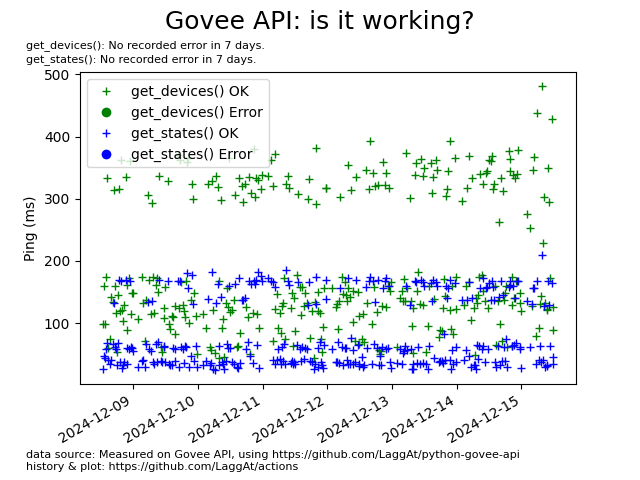 Govee API: is it working?
get_devices(): No recorded error in 7 days.
get_states(): No recorded error in 7 days.
get_devices() OK
get_devices() Error
get_states() OK
get_states() Error
Ping (ms)
500
400
300
200
100
2024-12-09
2024-12-10
2024-12-11
2024-12-12
2024-12-13
2024-12-14
2024-12-15
data source: Measured on Govee API, using https://github.com/LaggAt/python-govee-api
history & plot: https://github.com/LaggAt/actions